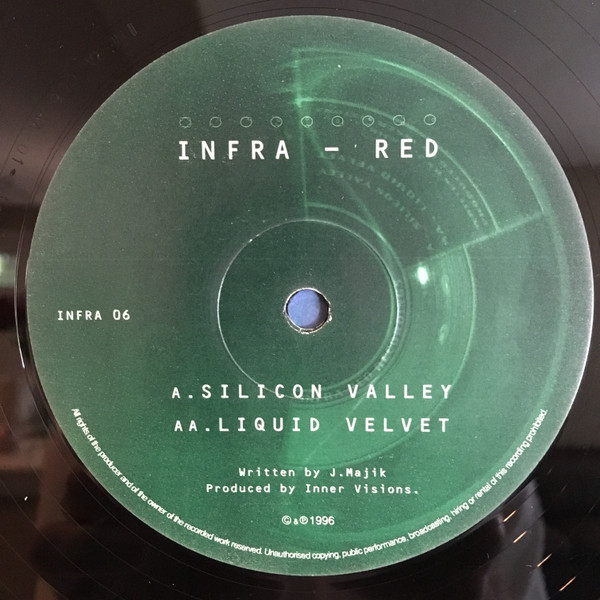 INFRA - RED
INFRA 06
A.SILICON VALLEY
AA.LIQUID VELVET
Written by J.Majik
Produced by Inner Visions.
©&℗1996
All rights of the producer and of the owner of the recorded work reserved. Unauthorised copying, public performance, broadcasting, hiring or rental of this recording prohibited.